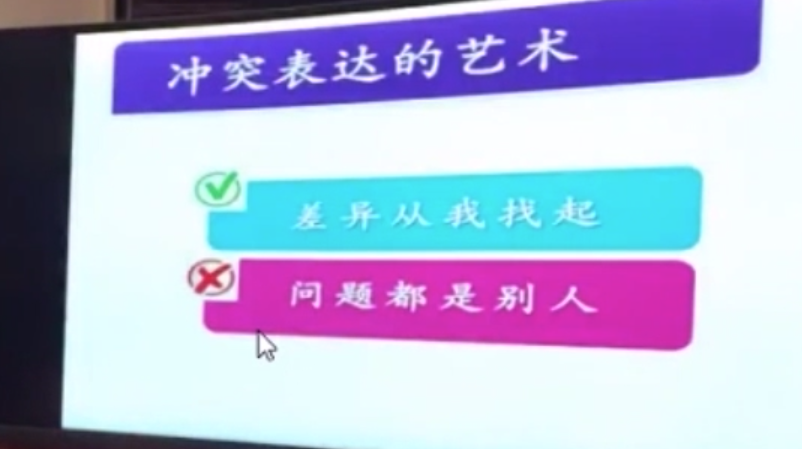 冲突表达的艺术
差异从我找起
问题都是别人